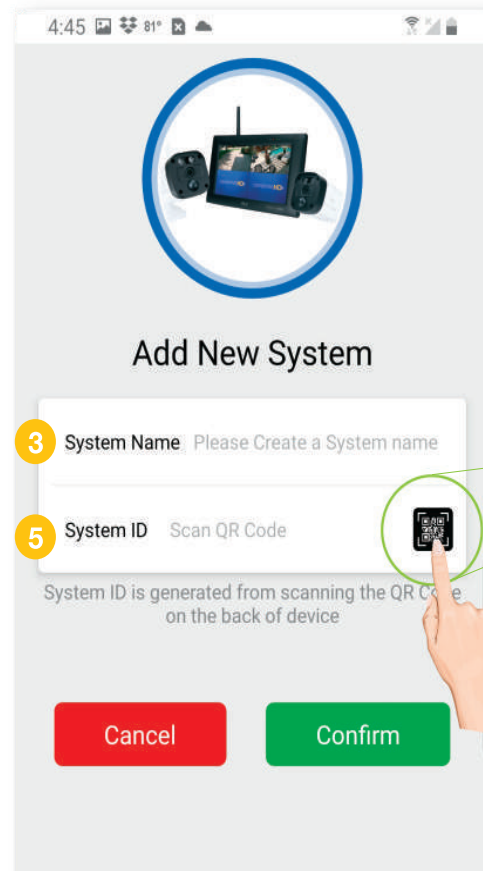 4:45 81°
Add New System
3 System Name Please Create a System name
5 System ID Scan QR Code
System ID is generated from scanning the QR Code
on the back of device
Cancel Confirm